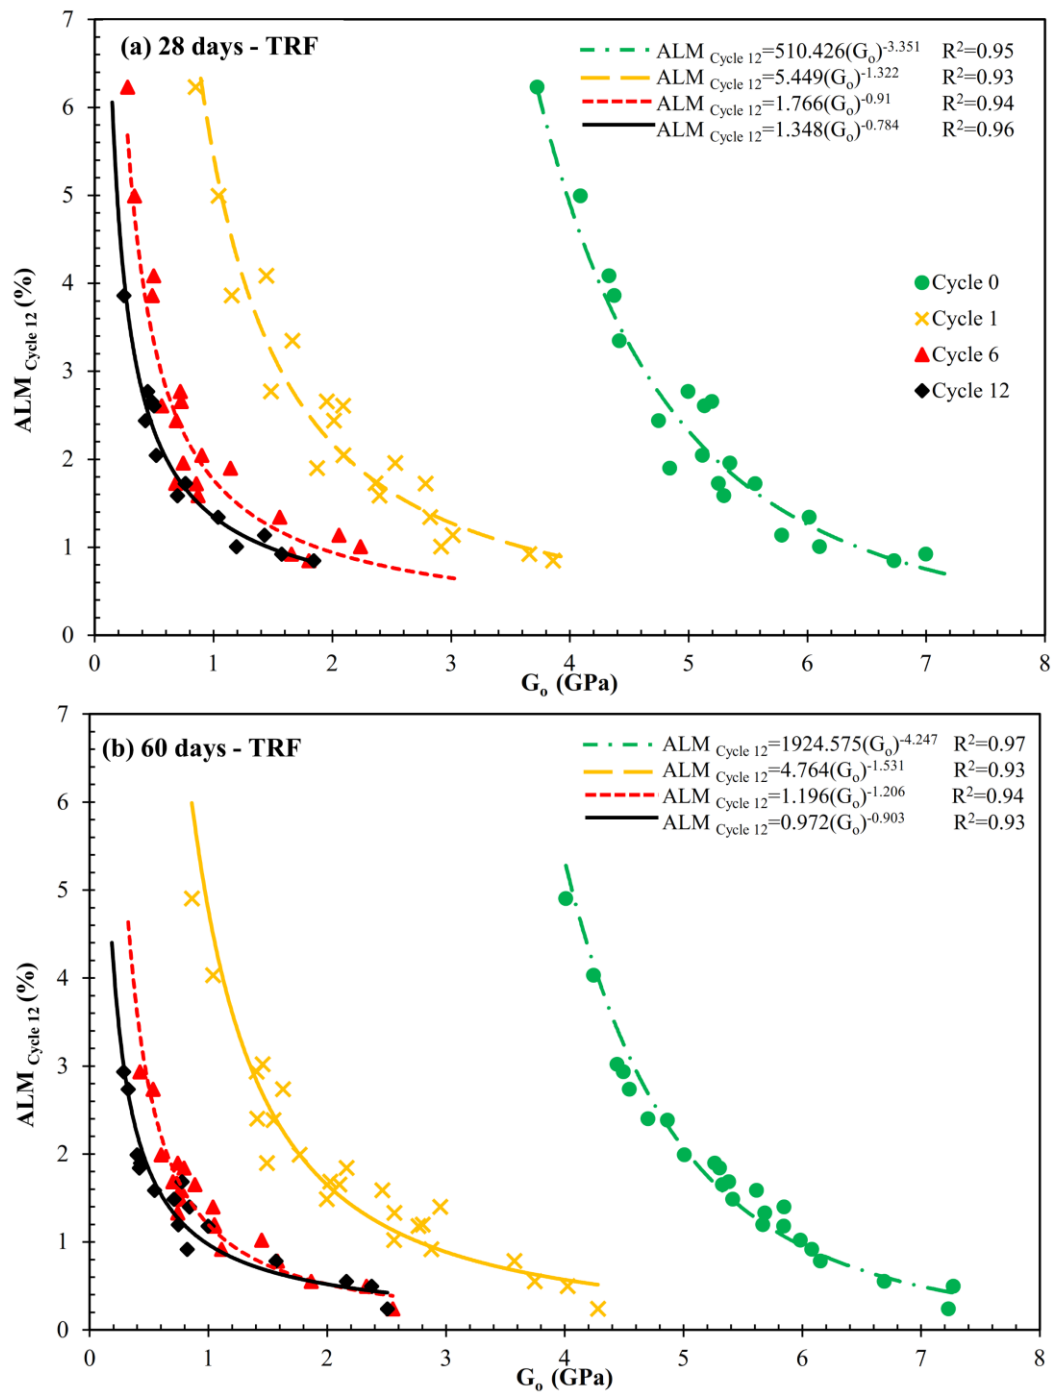 (a) 28 days - TRF
ALM Cycle 12=510.426(Go)-3.351 R2=0.95
ALM Cycle 12=5.449(Go)-1.322 R2=0.93
ALM Cycle 12=1.766(Go)-0.91 R2=0.94
ALM Cycle 12=1.348(Go)-0.784 R2=0.96
Cycle 0
Cycle 1
Cycle 6
Cycle 12
ALM Cycle 12 (%)
7
6
5
4
3
2
1
0
0 1 2 3 4 5 6 7 8
Go (GPa)
(b) 60 days - TRF
ALM Cycle 12=1924.575(Go)-4.247 R2=0.97
ALM Cycle 12=4.764(Go)-1.531 R2=0.93
ALM Cycle 12=1.196(Go)-1.206 R2=0.94
ALM Cycle 12=0.972(Go)-0.903 R2=0.93
ALM Cycle 12 (%)
7
6
5
4
3
2
1
0
0 1 2 3 4 5 6 7 8
Go (GPa)